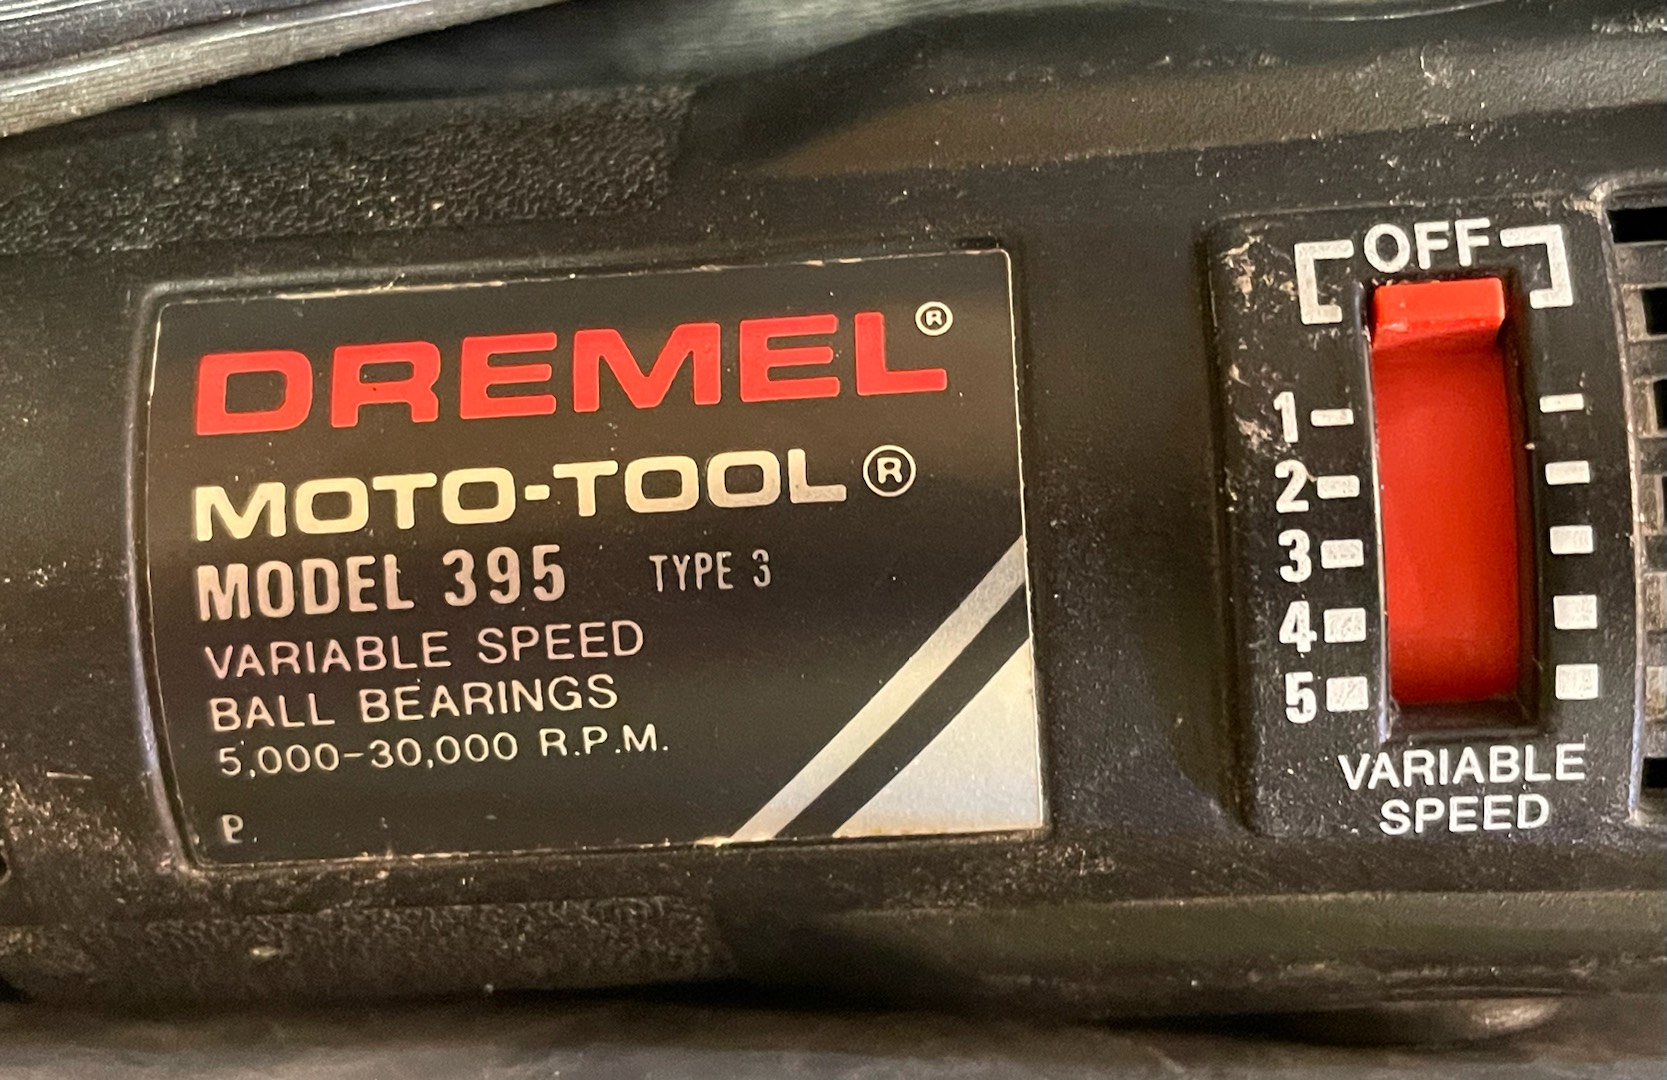 DREMEL®
MOTO-TOOL®
MODEL 395 TYPE 3
VARIABLE SPEED
BALL BEARINGS
5,000-30,000 R.P.M.
P
OFF
1
2
3
4
5
VARIABLE
SPEED